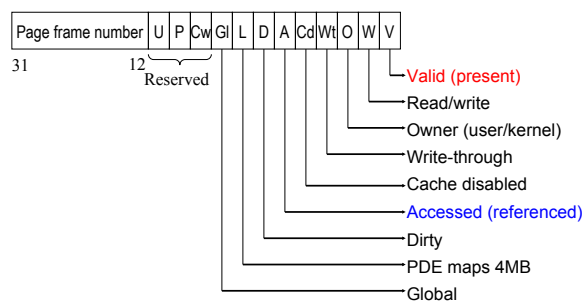 Page frame number U P Cw Gl L D A Cd Wt O W V
31 12 Reserved
Valid (present)
Read/write
Owner (user/kernel)
Write-through
Cache disabled
Accessed (referenced)
Dirty
PDE maps 4MB
Global